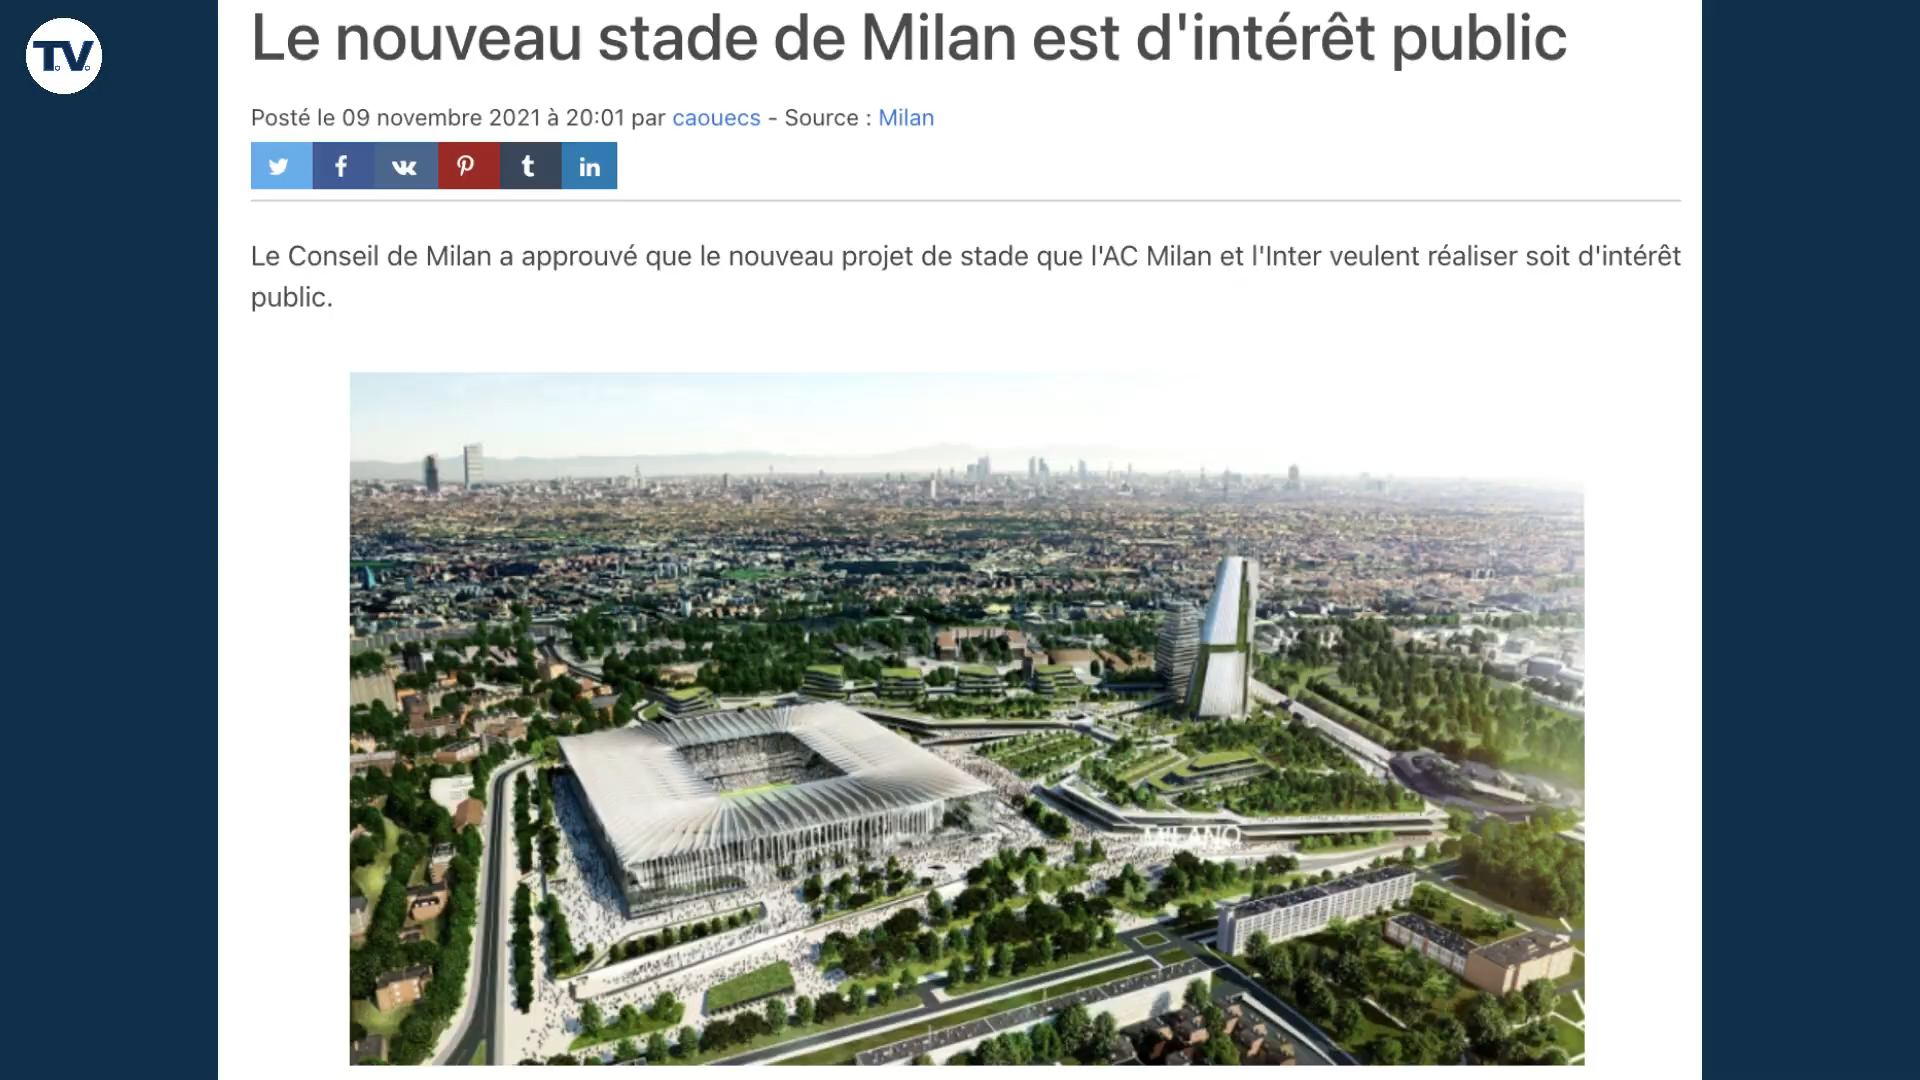 T.V.
Le nouveau stade de Milan est d'intérêt public
Posté le 09 novembre 2021 à 20:01 par caouecs - Source : Milan
Le Conseil de Milan a approuvé que le nouveau projet de stade que l'AC Milan et l'Inter veulent réaliser soit d'intérêt
public.
MILANO